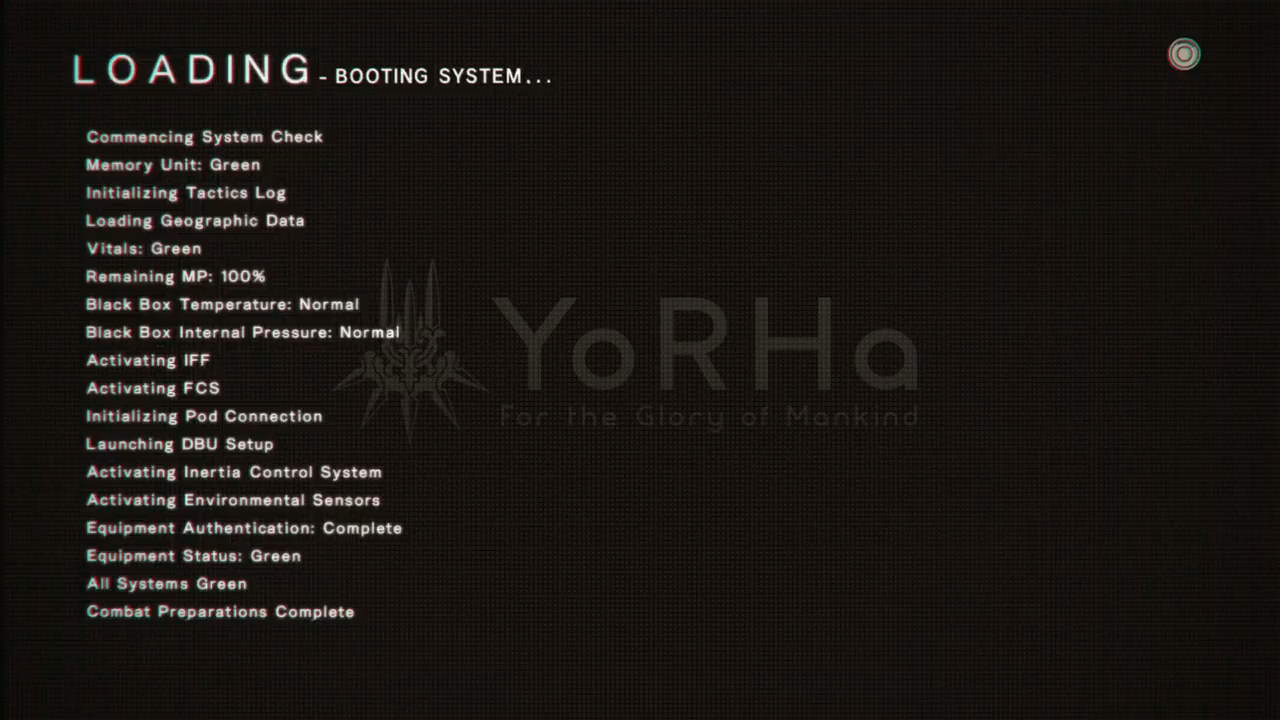 LOADING - BOOTING SYSTEM...
Commencing System Check
Memory Unit: Green
Initializing Tactics Log
Loading Geographic Data
Vitals: Green
Remaining MP: 100%
Black Box Temperature: Normal
Black Box Internal Pressure: Normal
Activating IFF
Activating FCS
Initializing Pod Connection
Launching DBU Setup
Activating Inertia Control System
Activating Environmental Sensors
Equipment Authentication: Complete
Equipment Status: Green
All Systems Green
Combat Preparations Complete
YoRHa
For the Glory of Mankind